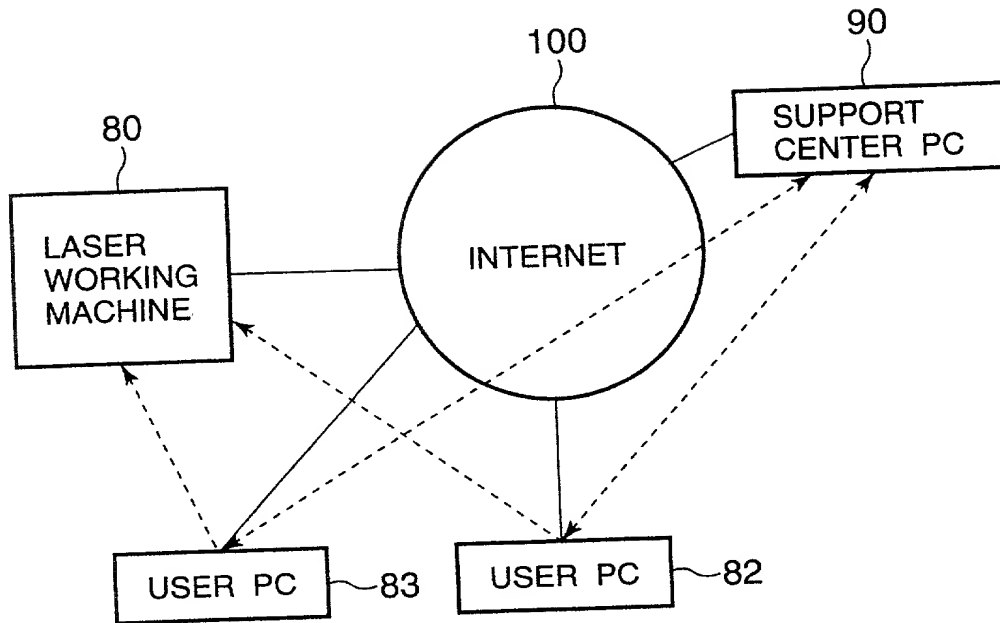 100
90
SUPPORT
CENTER PC
80
LASER
WORKING
MACHINE
INTERNET
USER PC
83
USER PC
82